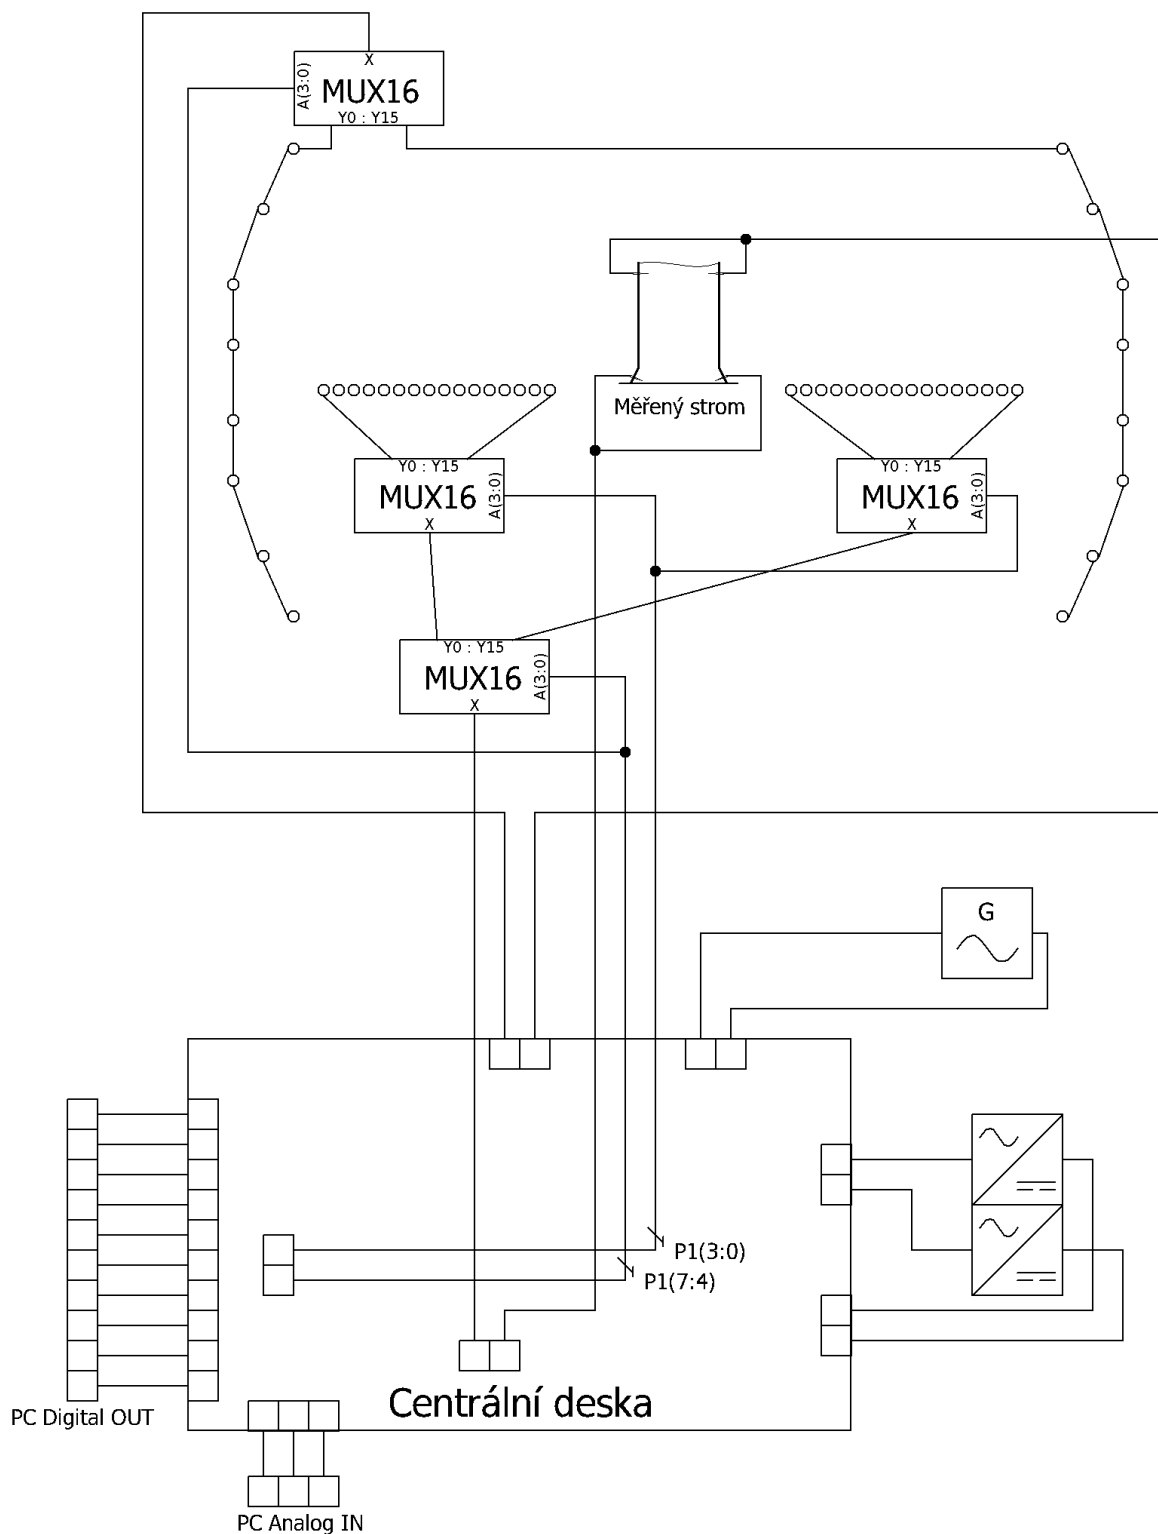 X
A(3:0)
MUX16
Y0 : Y15
Měřený strom
Y0 : Y15
MUX16
A(3:0)
X
Y0 : Y15
MUX16
A(3:0)
X
Y0 : Y15
MUX16
A(3:0)
X
G
P1(3:0)
P1(7:4)
Centrální deska
PC Digital OUT
PC Analog IN